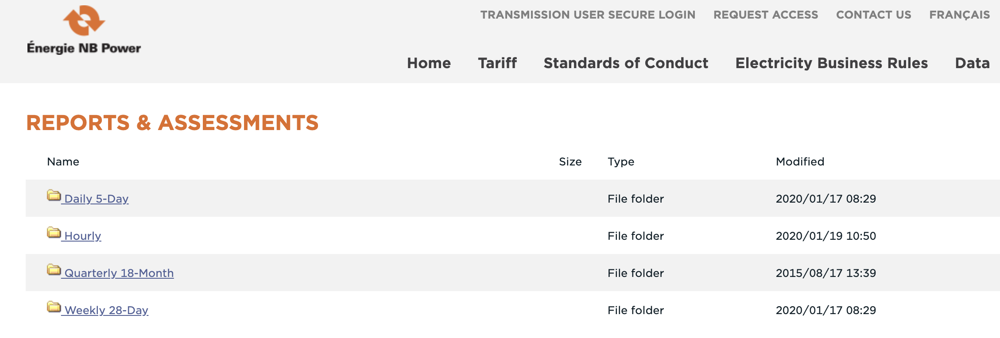 TRANSMISSION USER SECURE LOGIN REQUEST ACCESS CONTACT US FRANÇAIS
Énergie NB Power
Home Tariff Standards of Conduct Electricity Business Rules Data
REPORTS & ASSESSMENTS
Name Size Type Modified
Daily 5-Day File folder 2020/01/17 08:29
Hourly File folder 2020/01/19 10:50
Quarterly 18-Month File folder 2015/08/17 13:39
Weekly 28-Day File folder 2020/01/17 08:29